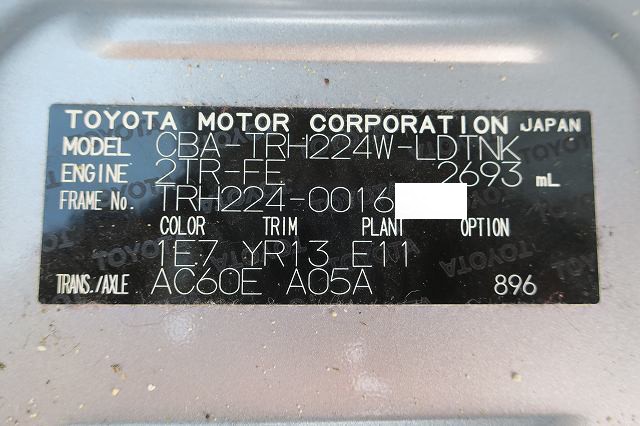 TOYOTA MOTOR CORPORATION JAPAN
MODEL CBA-TRH224W-LDTNK
ENGINE 2TR-FE 2693 mL
FRAME No. TRH224-0016
COLOR TRIM PLANT OPTION
1E7 YR13 E11
TRANS./AXLE AC60E A05A 896